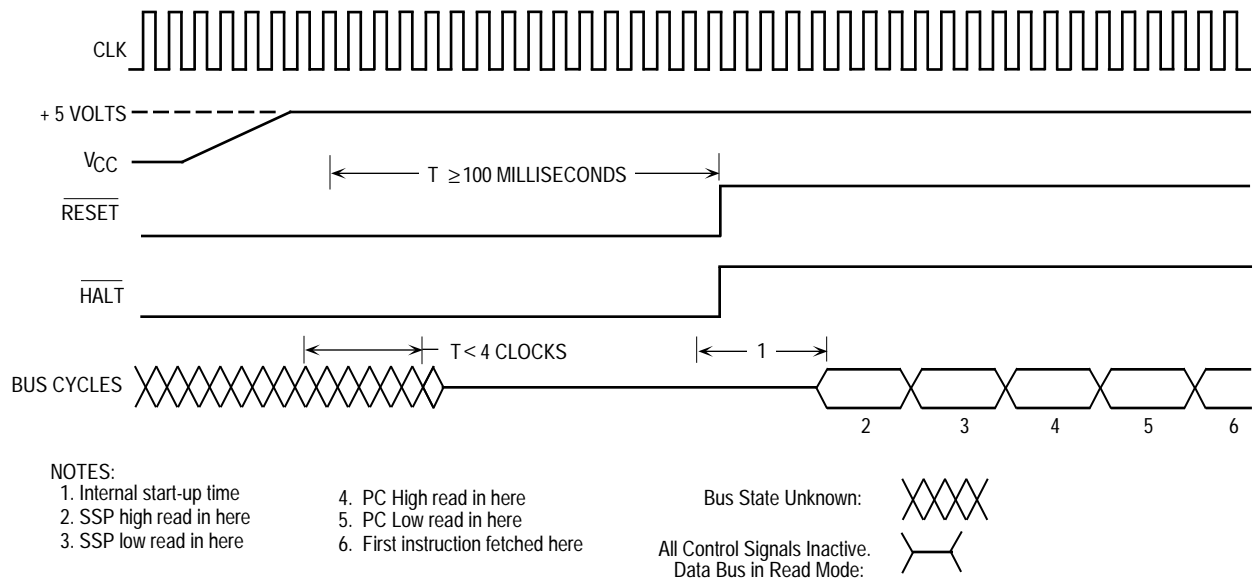 CLK
+ 5 VOLTS
VCC
T ≥100 MILLISECONDS
RESET
HALT
T< 4 CLOCKS
1
BUS CYCLES
2 3 4 5 6
NOTES:
1. Internal start-up time
2. SSP high read in here
3. SSP low read in here
4. PC High read in here
5. PC Low read in here
6. First instruction fetched here
Bus State Unknown:
All Control Signals Inactive.
Data Bus in Read Mode: